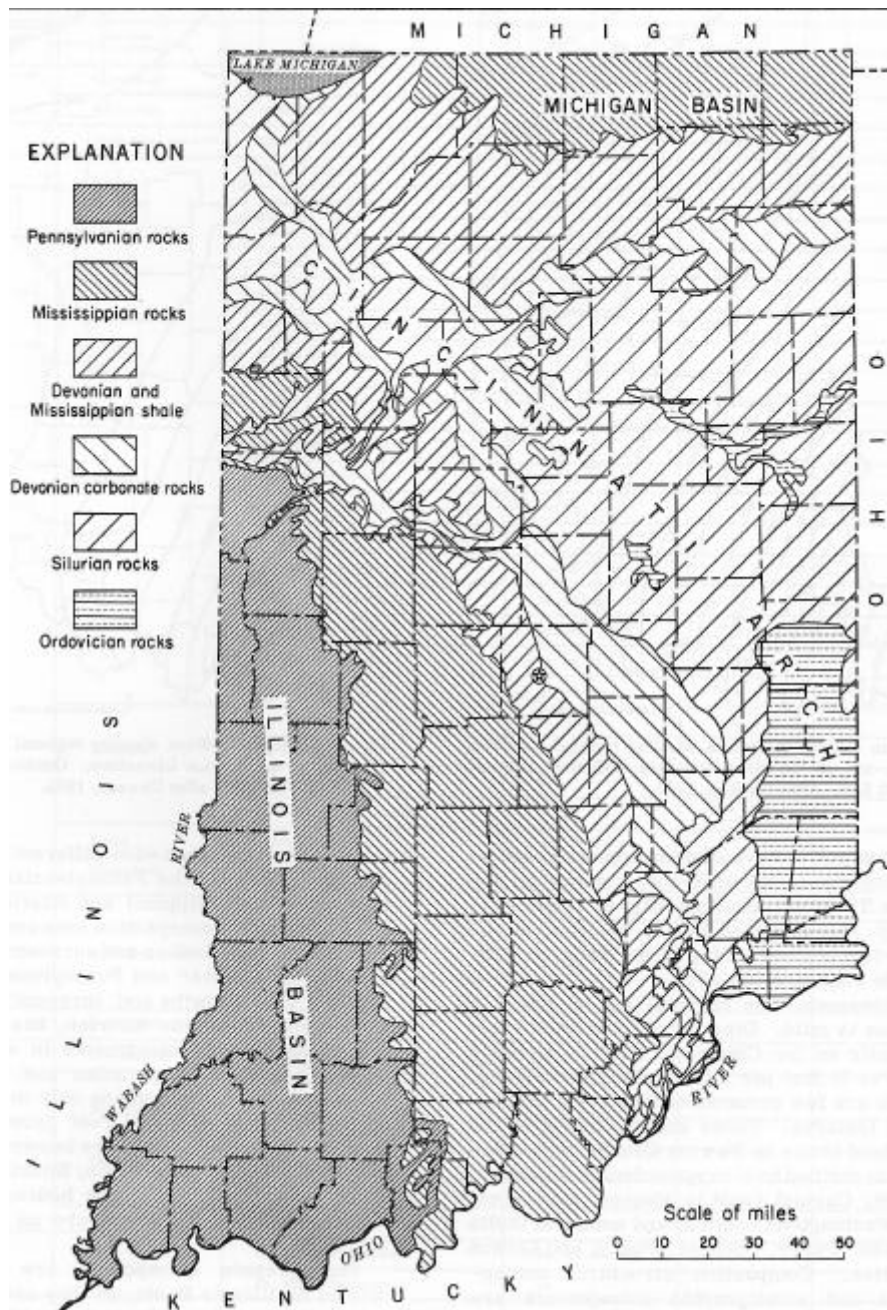 MICHIGAN
LAKE MICHIGAN
MICHIGAN BASIN
EXPLANATION
Pennsylvanian rocks
Mississippian rocks
Devonian and
Mississippian shale
Devonian carbonate rocks
Silurian rocks
Ordovician rocks
CINCINNATI ARCH
OHIO
ILLINOIS
ILLINOIS BASIN
WABASH RIVER
OHIO RIVER
KENTUCKY
Scale of miles
0 10 20 30 40 50